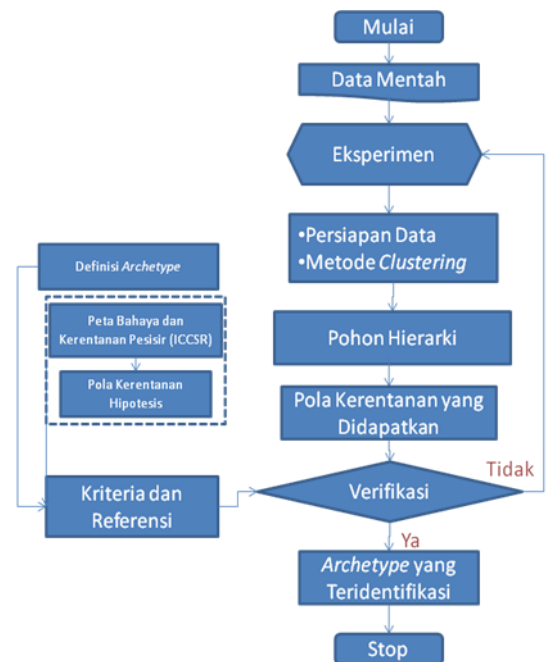 Mulai
Data Mentah
Eksperimen
•Persiapan Data
•Metode Clustering
Pohon Hierarki
Pola Kerentanan yang
Didapatkan
Definisi Archetype
Peta Bahaya dan
Kerentanan Pesisir (ICCSR)
Pola Kerentanan
Hipotesis
Kriteria dan
Referensi
Verifikasi
Tidak
Ya
Archetype yang
Teridentifikasi
Stop